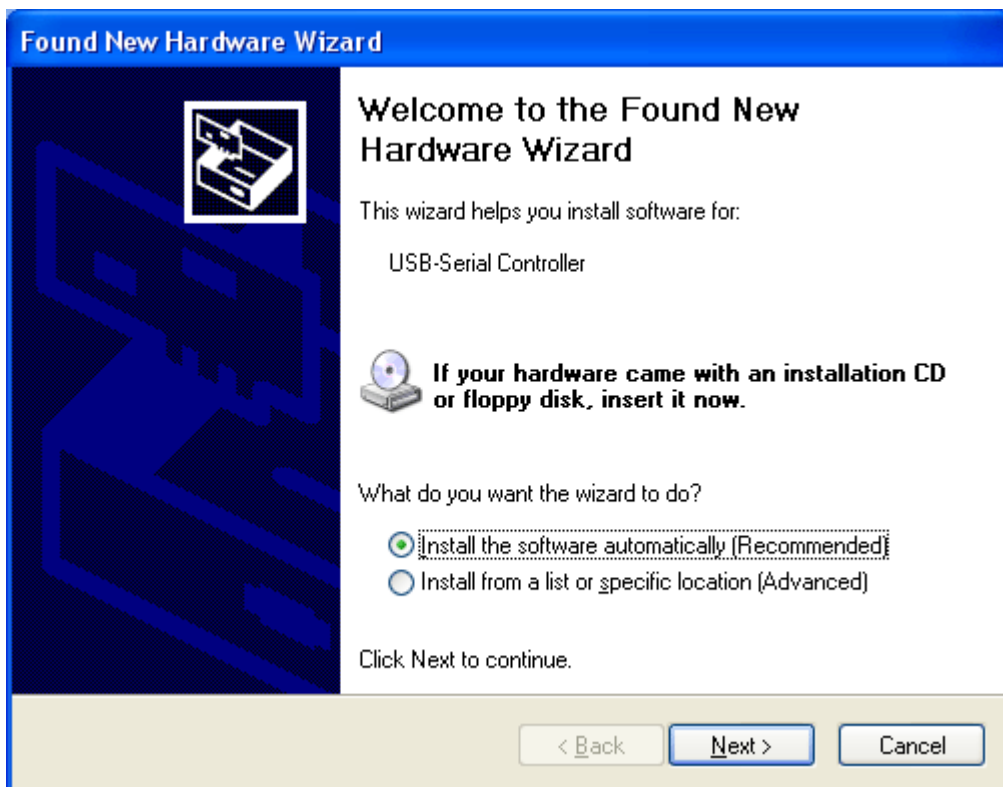 Found New Hardware Wizard
Welcome to the Found New
Hardware Wizard
This wizard helps you install software for:
USB-Serial Controller
If your hardware came with an installation CD
or floppy disk, insert it now.
What do you want the wizard to do?
Install the software automatically (Recommended)
Install from a list or specific location (Advanced)
Click Next to continue.
< Back
Next >
Cancel